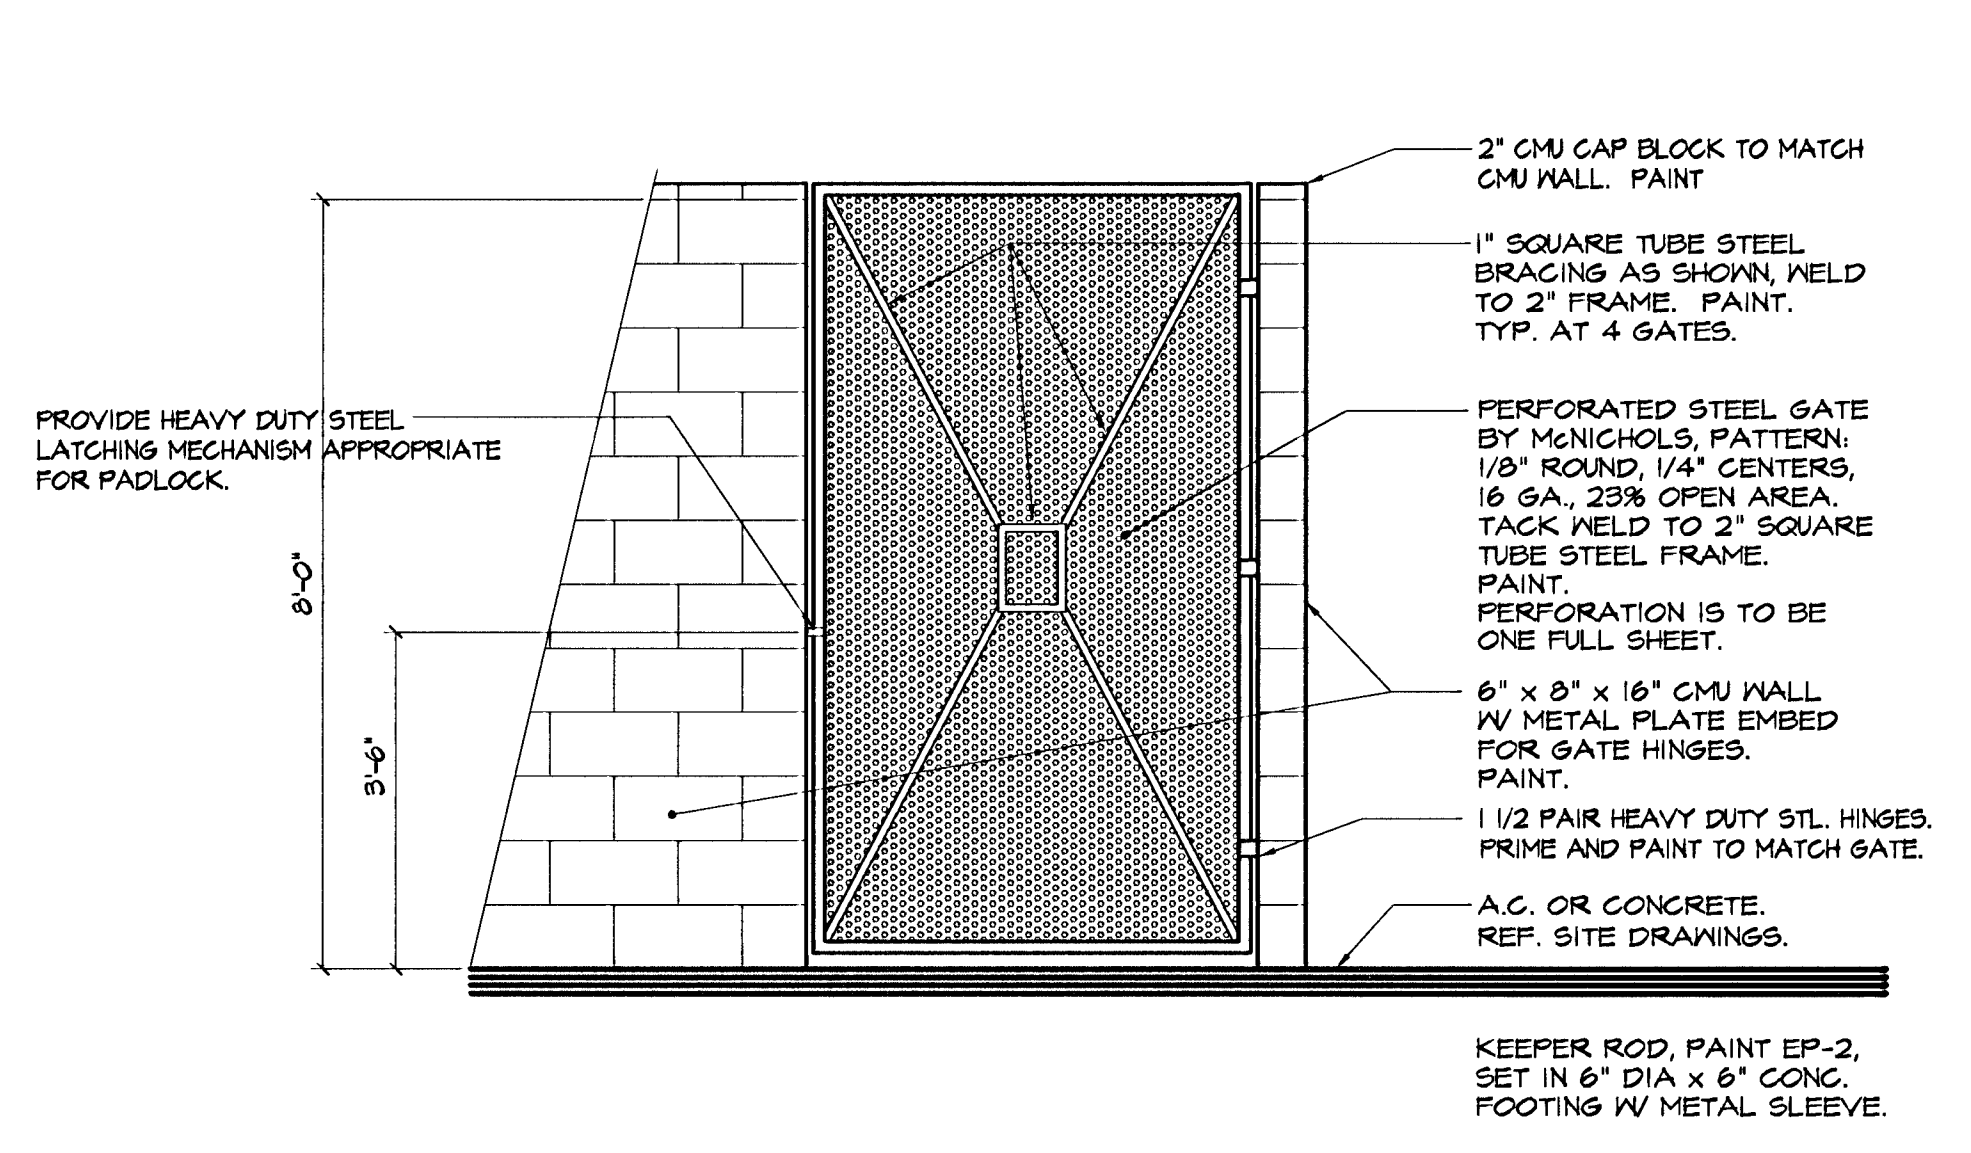 2" CMU CAP BLOCK TO MATCH
CMU WALL. PAINT
1" SQUARE TUBE STEEL
BRACING AS SHOWN, WELD
TO 2" FRAME. PAINT.
TYP. AT 4 GATES.
PROVIDE HEAVY DUTY STEEL
LATCHING MECHANISM APPROPRIATE
FOR PADLOCK.
PERFORATED STEEL GATE
BY McNICHOLS, PATTERN:
1/8" ROUND, 1/4" CENTERS,
16 GA., 23% OPEN AREA.
TACK WELD TO 2" SQUARE
TUBE STEEL FRAME.
PAINT.
PERFORATION IS TO BE
ONE FULL SHEET.
8'-0"
3'-6"
6" x 8" x 16" CMU WALL
W/ METAL PLATE EMBED
FOR GATE HINGES.
PAINT.
1 1/2 PAIR HEAVY DUTY STL. HINGES.
PRIME AND PAINT TO MATCH GATE.
A.C. OR CONCRETE.
REF. SITE DRAWINGS.
KEEPER ROD, PAINT EP-2,
SET IN 6" DIA x 6" CONC.
FOOTING W/ METAL SLEEVE.